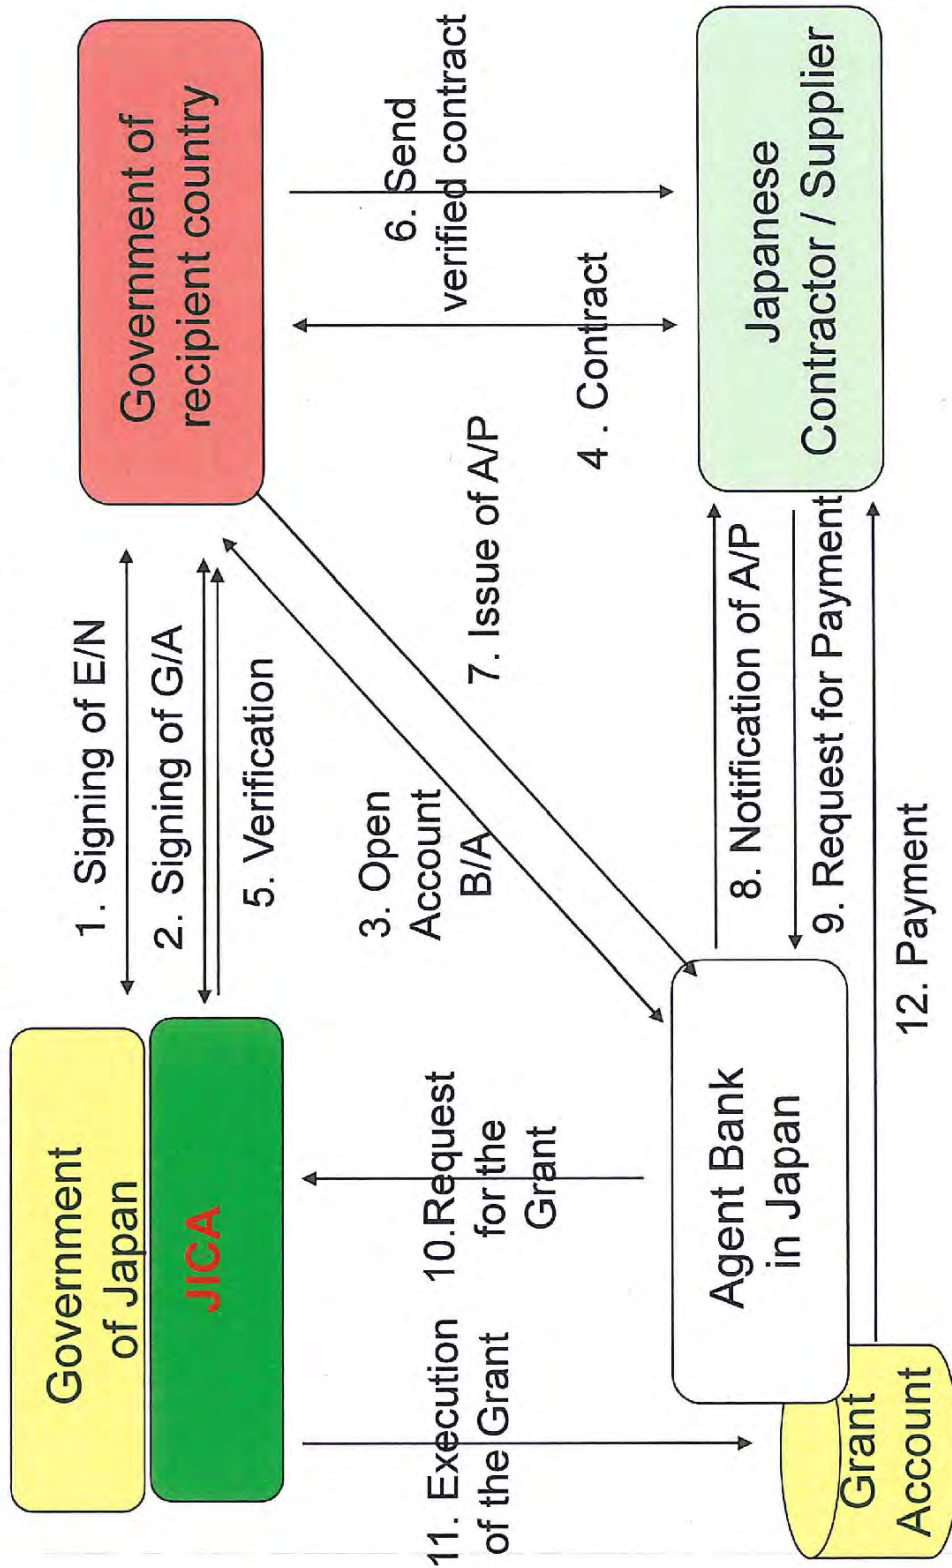 Government
of Japan
JICA
1. Signing of E/N
2. Signing of G/A
5. Verification
Government of
recipient country
3. Open
Account
B/A
7. Issue of A/P
11. Execution
of the Grant
10.Request
for the
Grant
4 . Contract
6. Send
verified contract
Agent Bank
in Japan
Grant
Account
8. Notification of A/P
9. Request for Payment
12. Payment
Japanese
Contractor / Supplier